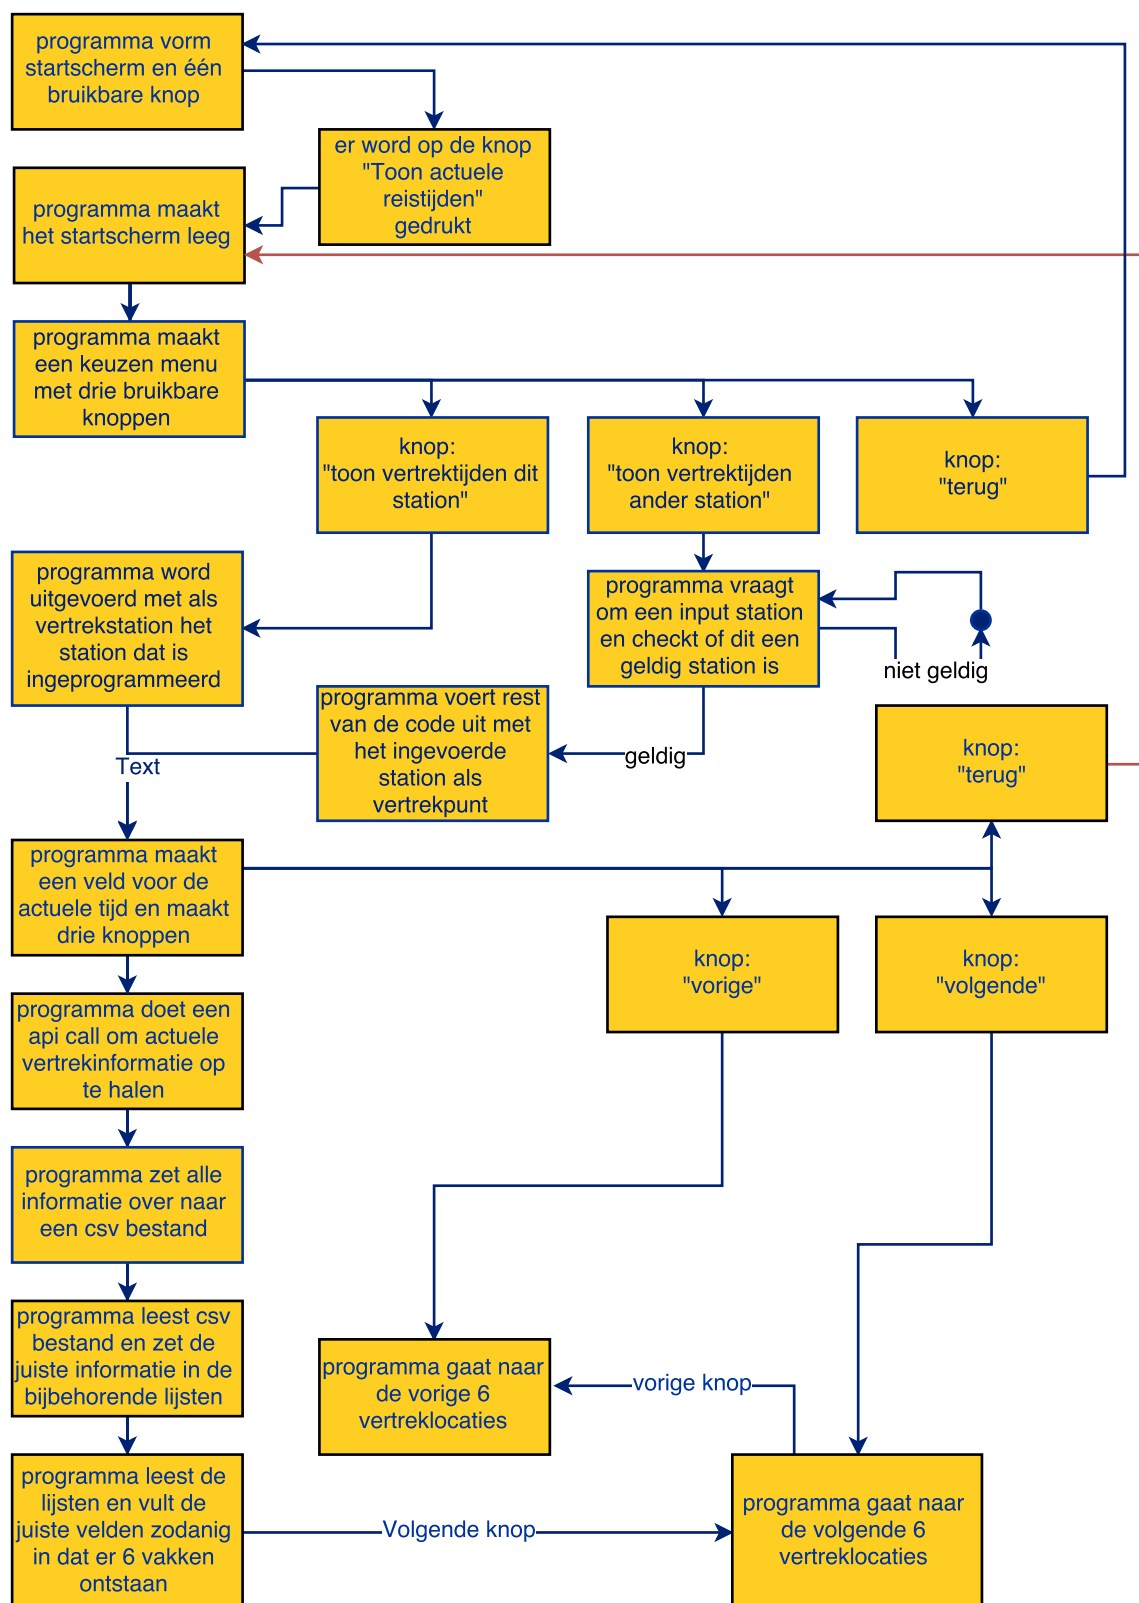 programma vorm
startscherm en één
bruikbare knop
er word op de knop
"Toon actuele
reistijden"
gedrukt
programma maakt
het startscherm leeg
programma maakt
een keuzen menu
met drie bruikbare
knoppen
knop:
"toon vertrektijden dit
station"
knop:
"toon vertrektijden
ander station"
knop:
"terug"
programma word
uitgevoerd met als
vertrekstation het
station dat is
ingeprogrammeerd
programma vraagt
om een input station
en checkt of dit een
geldig station is
niet geldig
programma voert rest
van de code uit met
het ingevoerde
station als
vertrekpunt
geldig
knop:
"terug"
Text
programma maakt
een veld voor de
actuele tijd en maakt
drie knoppen
knop:
"vorige"
knop:
"volgende"
programma doet een
api call om actuele
vertrekinformatie op
te halen
programma zet alle
informatie over naar
een csv bestand
programma leest csv
bestand en zet de
juiste informatie in de
bijbehorende lijsten
programma gaat naar
de vorige 6
vertreklocaties
vorige knop
programma leest de
lijsten en vult de
juiste velden zodanig
in dat er 6 vakken
ontstaan
Volgende knop
programma gaat naar
de volgende 6
vertreklocaties